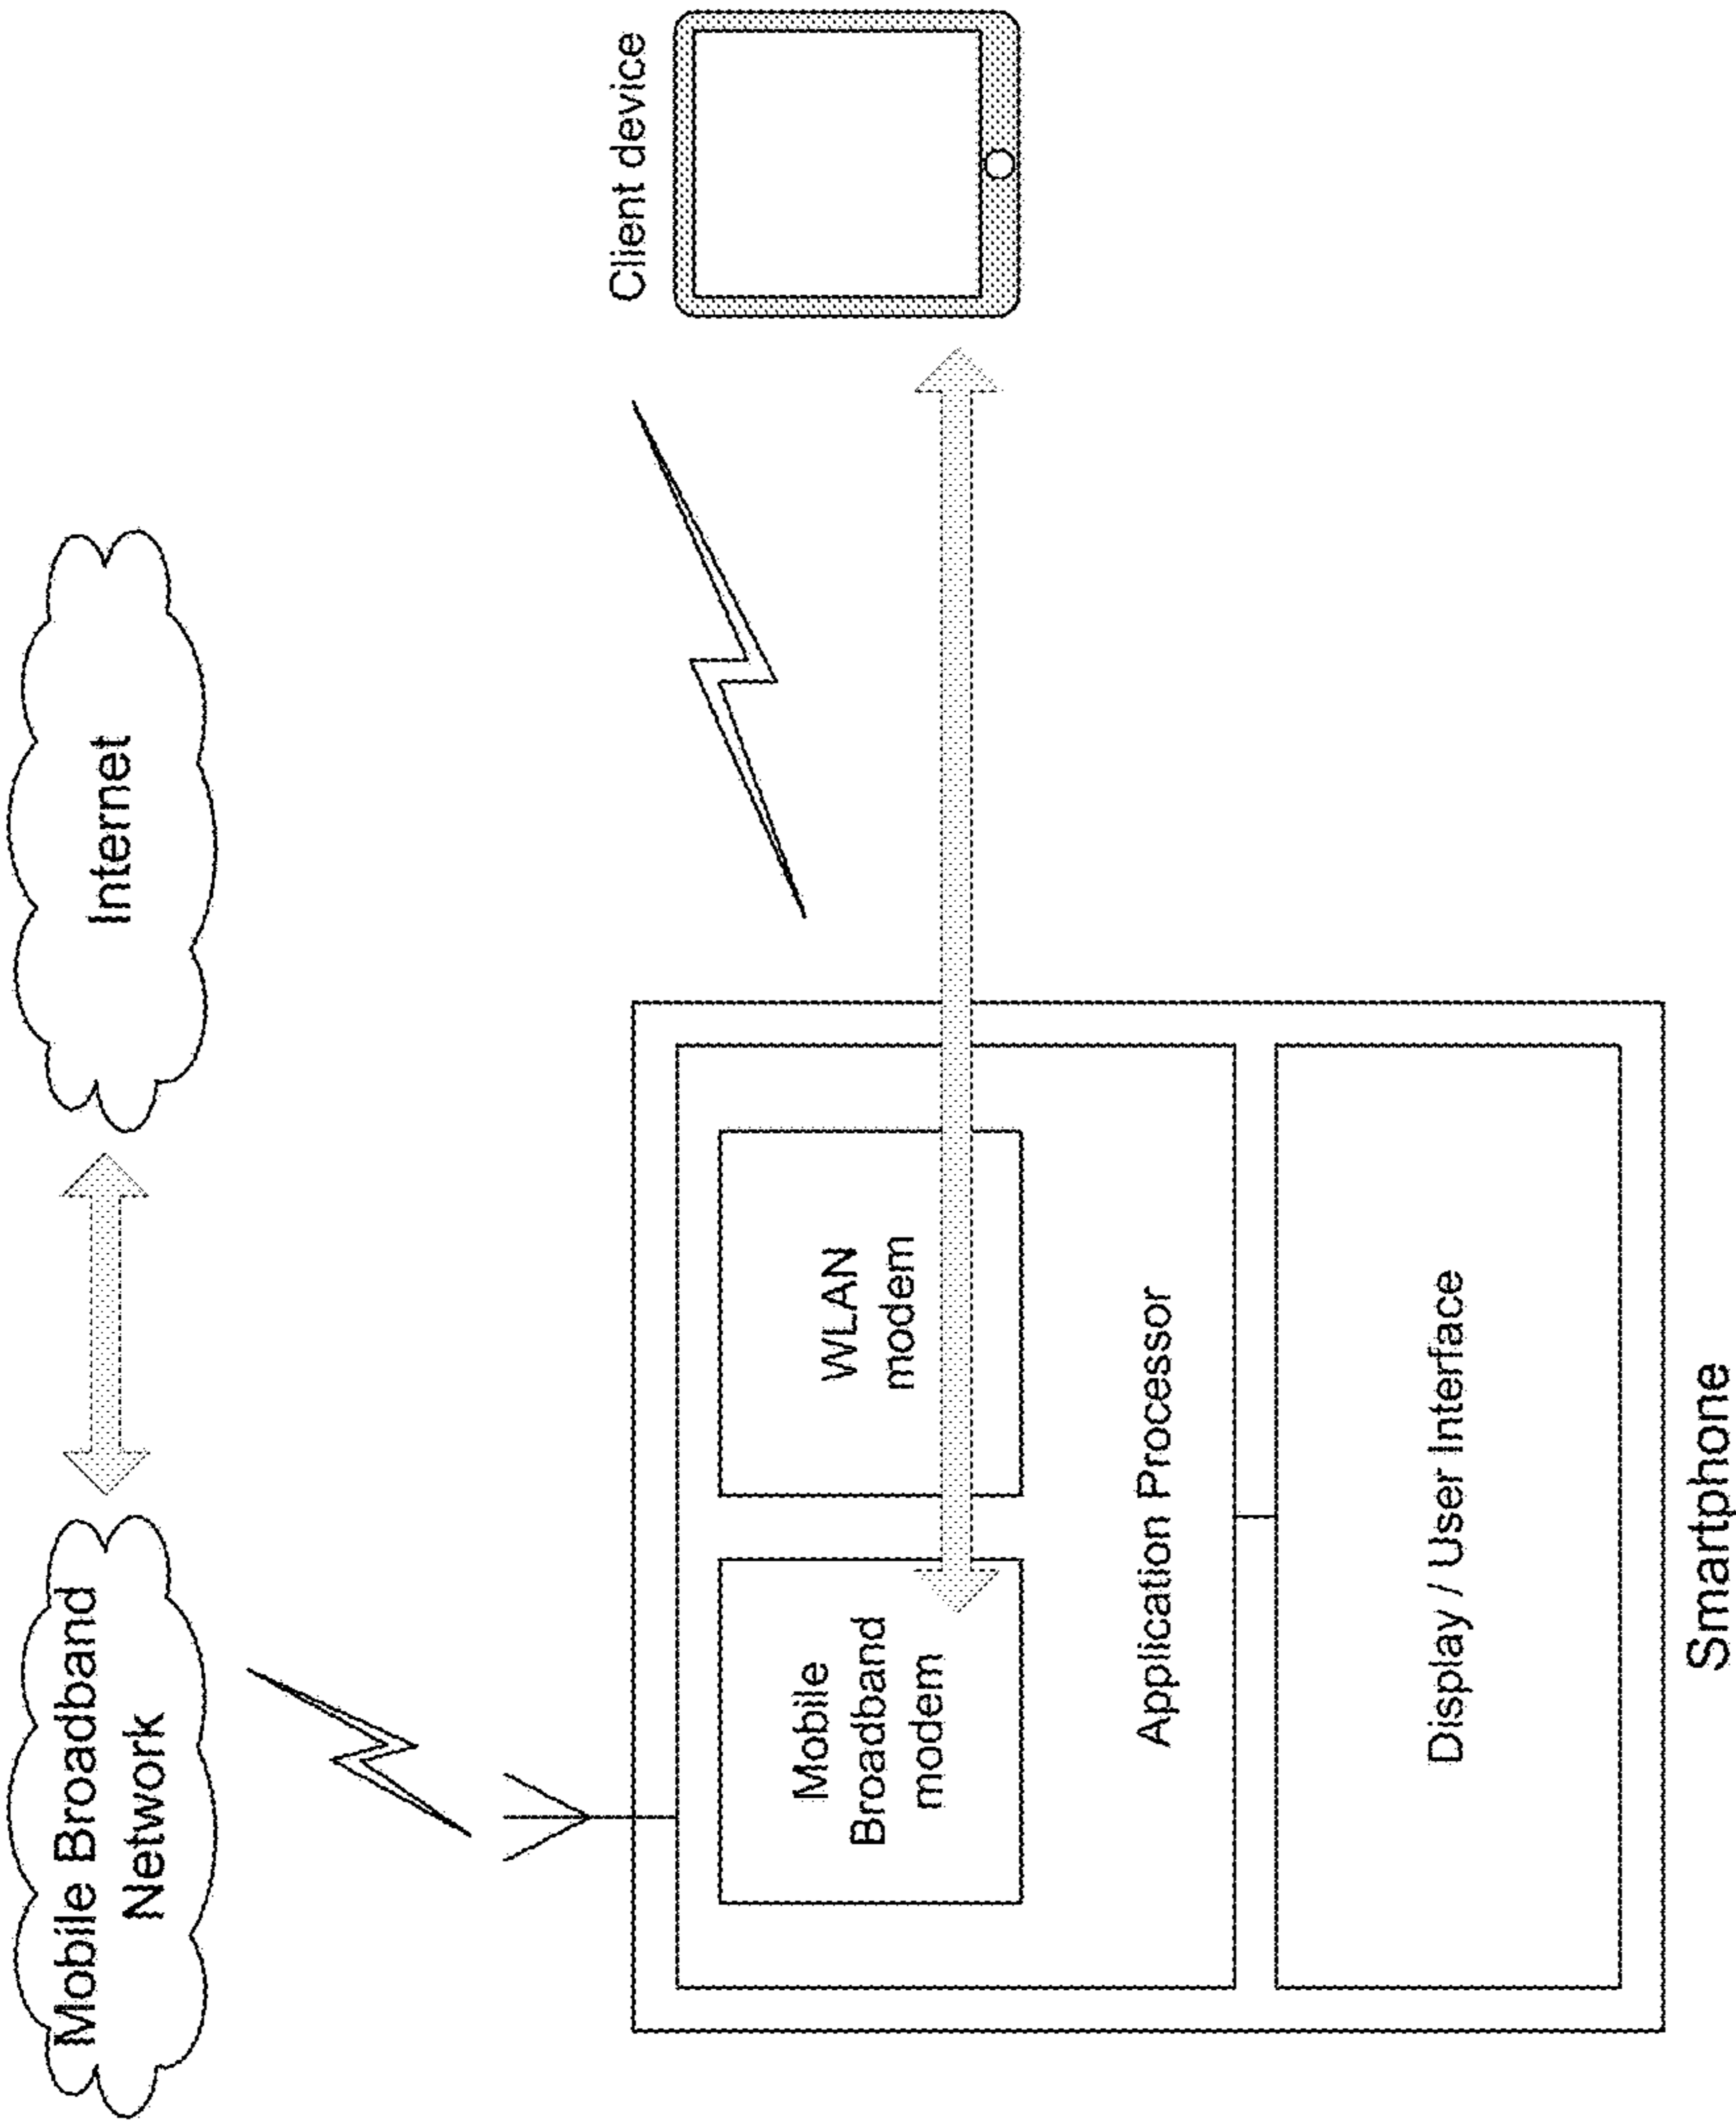 Mobile Broadband
Network
Internet
Client device
Mobile
Broadband
modem
WLAN
modem
Application Processor
Display / User Interface
Smartphone